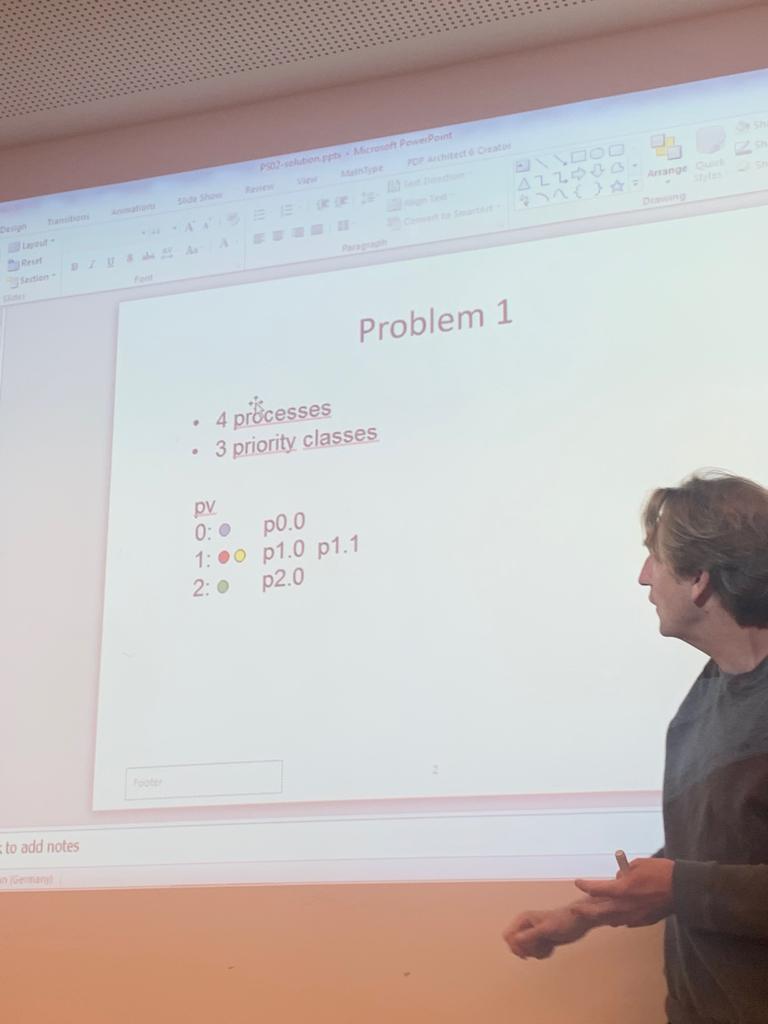 PS02-solution.pptx - Microsoft PowerPoint
Design Transitions Animations Slide Show Review View MathType PDF Architect 6 Creator
Layout
Reset
Section
Slides
B I U S abc AV Aa A
Font
Paragraph
Text Direction
Align Text
Convert to SmartArt
Arrange
Quick Styles
Drawing
Problem 1
• 4 processes
• 3 priority classes
pv
0: p0.0
1: p1.0 p1.1
2: p2.0
Footer
2
to add notes
(Germany)